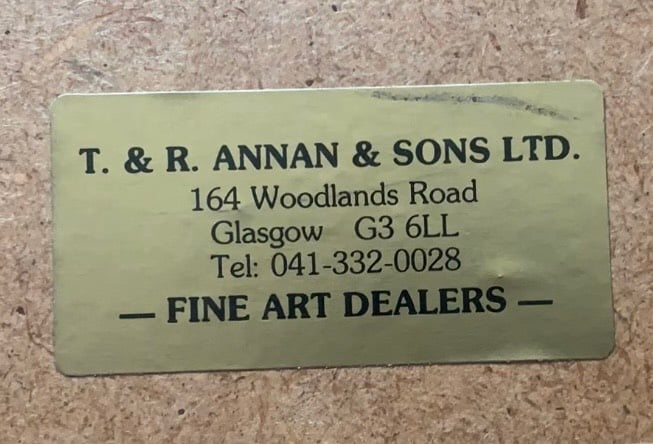 T. & R. ANNAN & SONS LTD.
164 Woodlands Road
Glasgow G3 6LL
Tel: 041-332-0028
— FINE ART DEALERS —